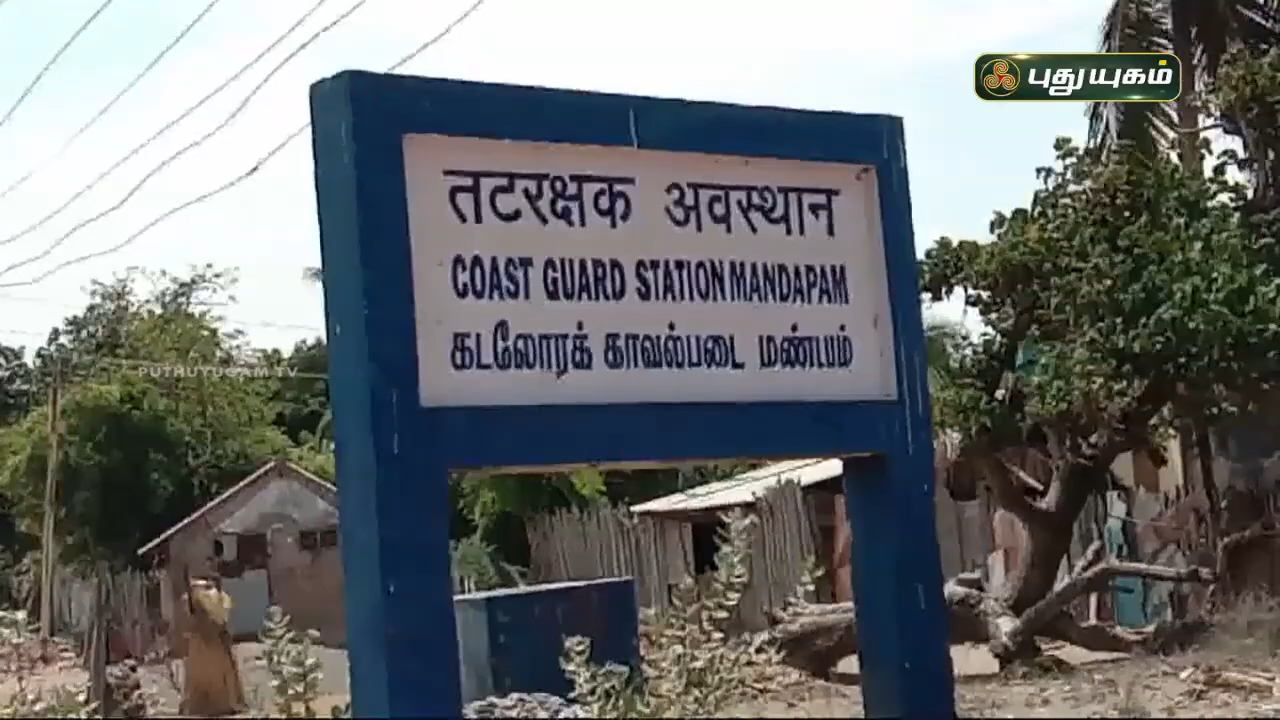 புதுயுகம்
तटरक्षक अवस्थान
COAST GUARD STATION MANDAPAM
கடலோரக் காவல்படை மண்டபம்
PUTHUYUGAM TV